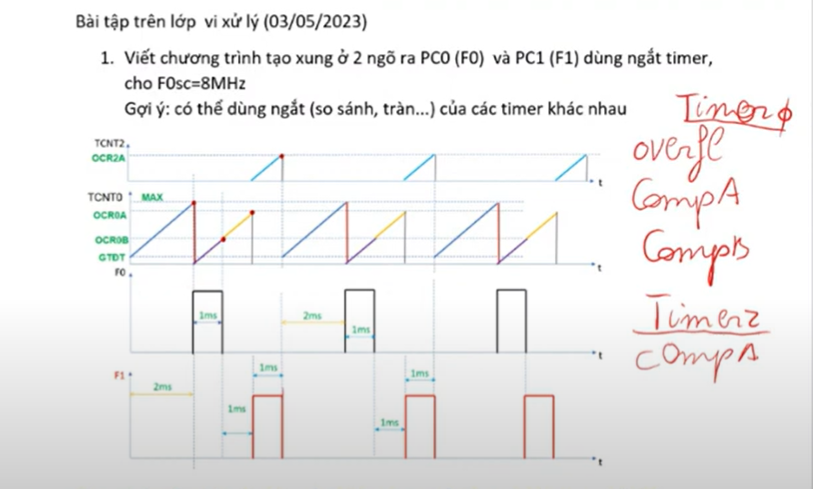 Bài tập trên lớp vi xử lý (03/05/2023)
1. Viết chương trình tạo xung ở 2 ngõ ra PC0 (F0) và PC1 (F1) dùng ngắt timer,
cho F0sc=8MHz
Gợi ý: có thể dùng ngắt (so sánh, tràn...) của các timer khác nhau
Timer0
overfl
CompA
CompB
Timer2
compA
TCNT2
OCR2A
t
TCNT0 MAX
OCR0A
OCR0B
GTDT
t
F0
1ms
2ms
1ms
t
F1
1ms
1ms
2ms
1ms
1ms
t